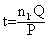 t = n₁Q / P